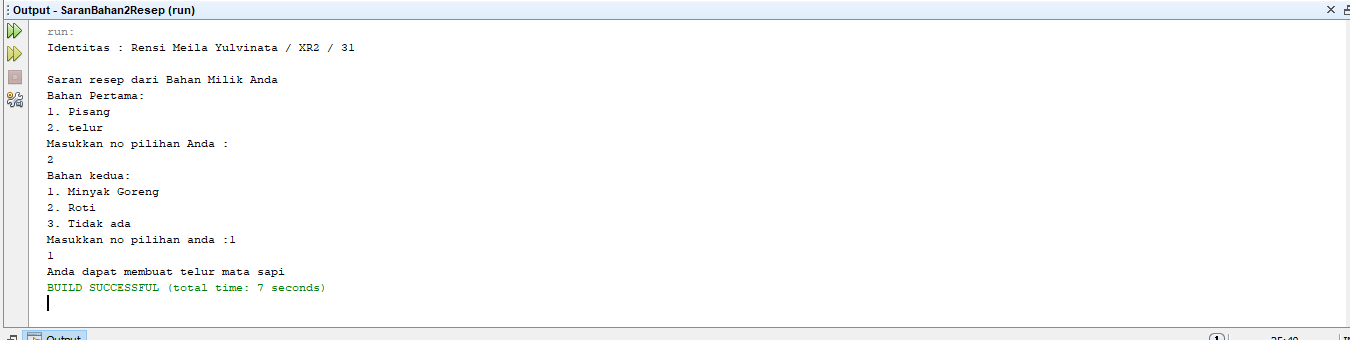 Output - SaranBahan2Resep (run)
run:
Identitas : Rensi Meila Yulvinata / XR2 / 31
Saran resep dari Bahan Milik Anda
Bahan Pertama:
1. Pisang
2. telur
Masukkan no pilihan Anda :
2
Bahan kedua:
1. Minyak Goreng
2. Roti
3. Tidak ada
Masukkan no pilihan anda :1
1
Anda dapat membuat telur mata sapi
BUILD SUCCESSFUL (total time: 7 seconds)
Output